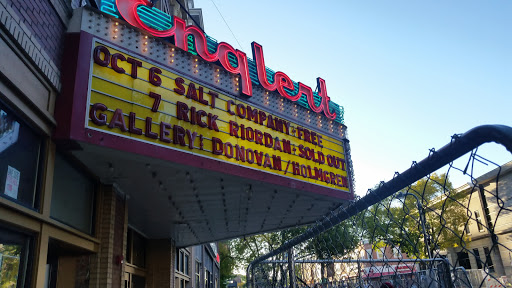 Englert
OCT 6 SALT COMPANY:FREE
7 RICK RIORDAN:SOLD OUT
GALLERY: DONOVAN/HOLMGREN